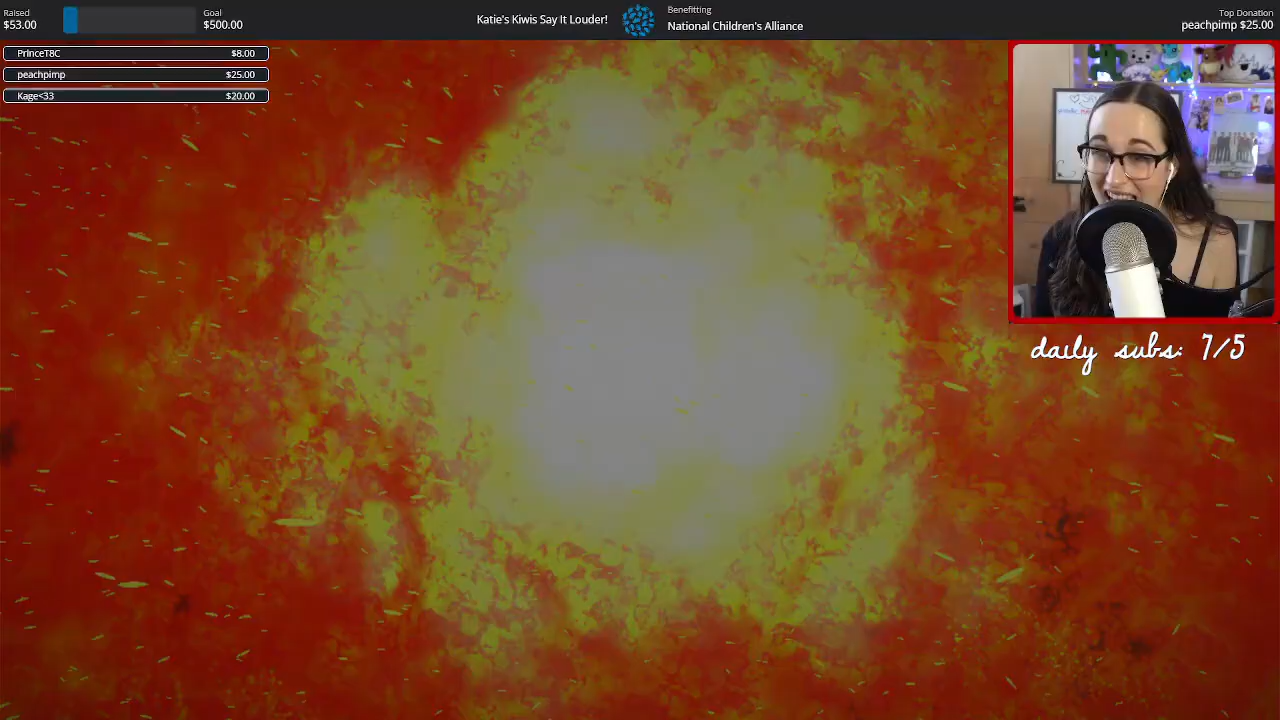 Raised
$53.00
Goal
$500.00
Katie's Kiwis Say It Louder!
Benefitting
National Children's Alliance
Top Donation
peachpimp $25.00
PrinceT8C $8.00
peachpimp $25.00
Kage<33 $20.00
daily subs: 7/5